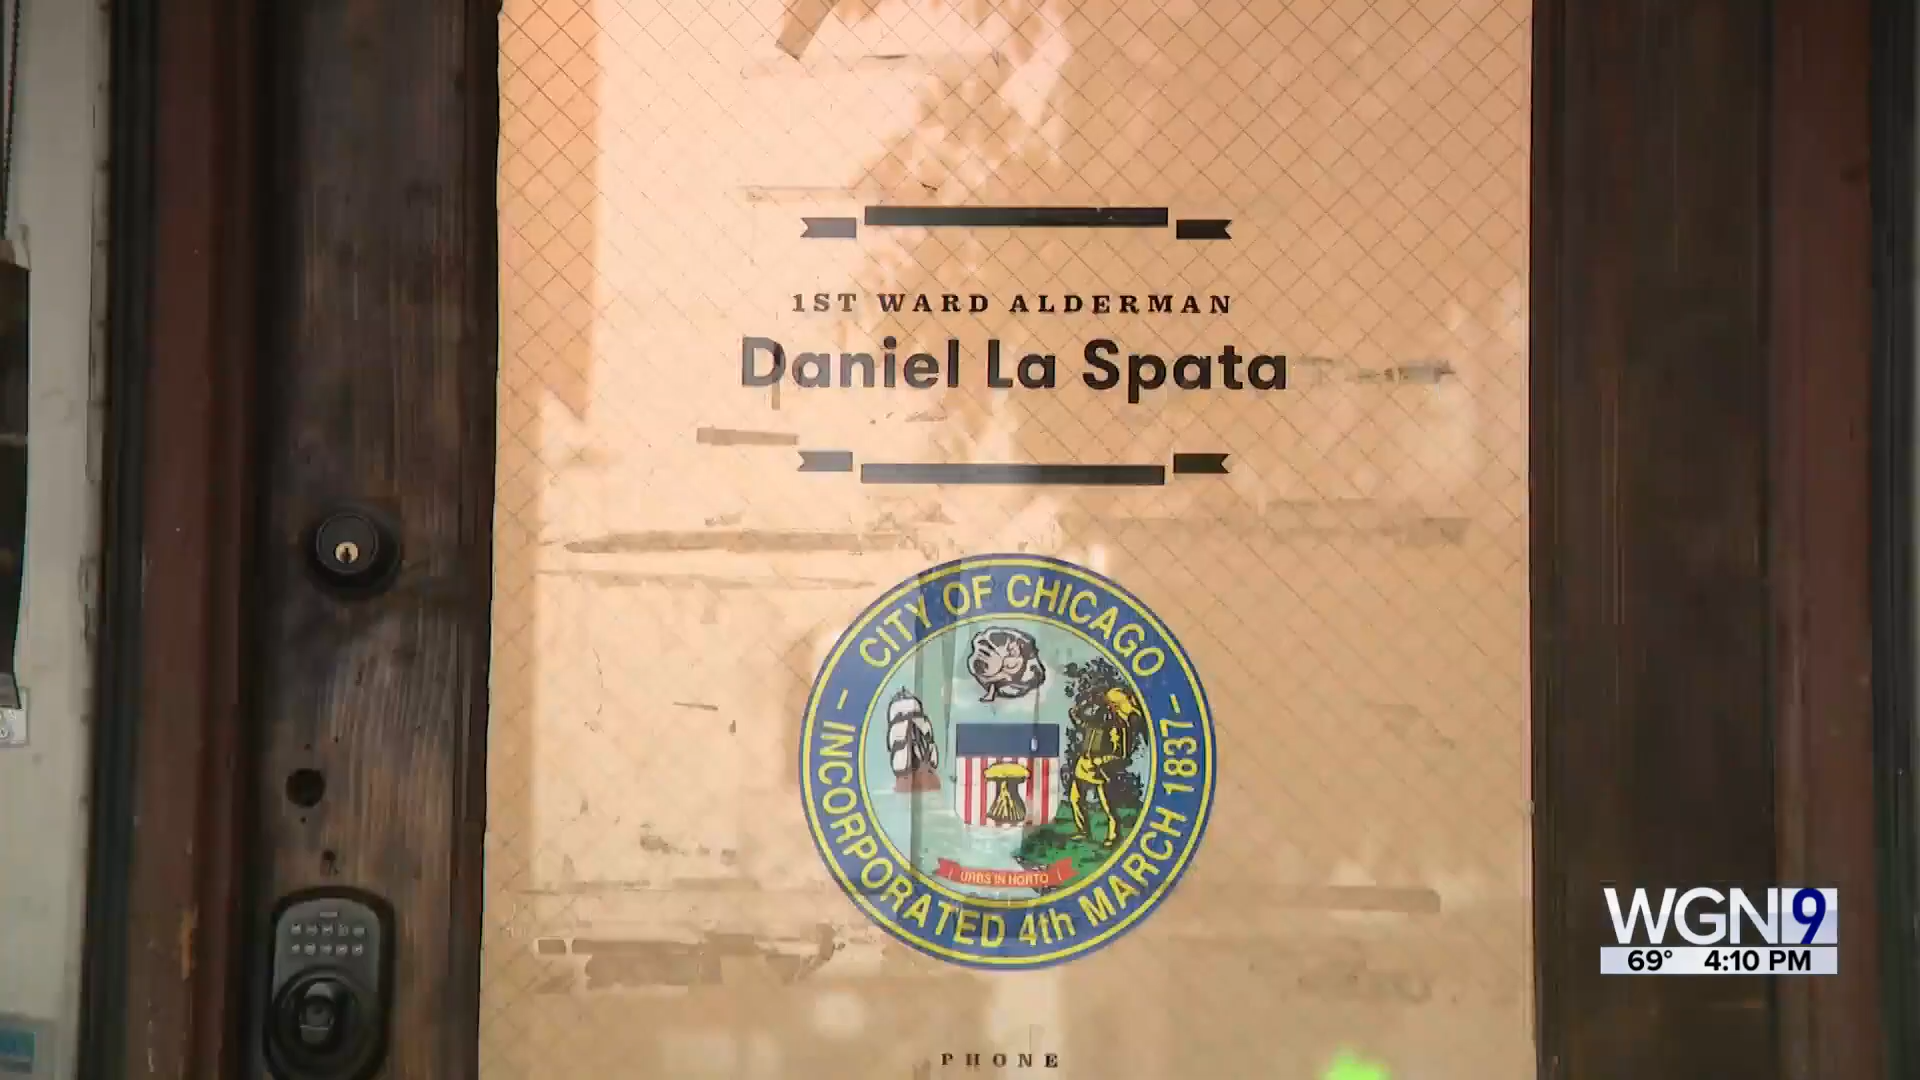 1ST WARD ALDERMAN
Daniel La Spata
CITY OF CHICAGO
INCORPORATED 4th MARCH 1837
URBS IN HORTO
PHONE
WGN9
69° 4:10 PM